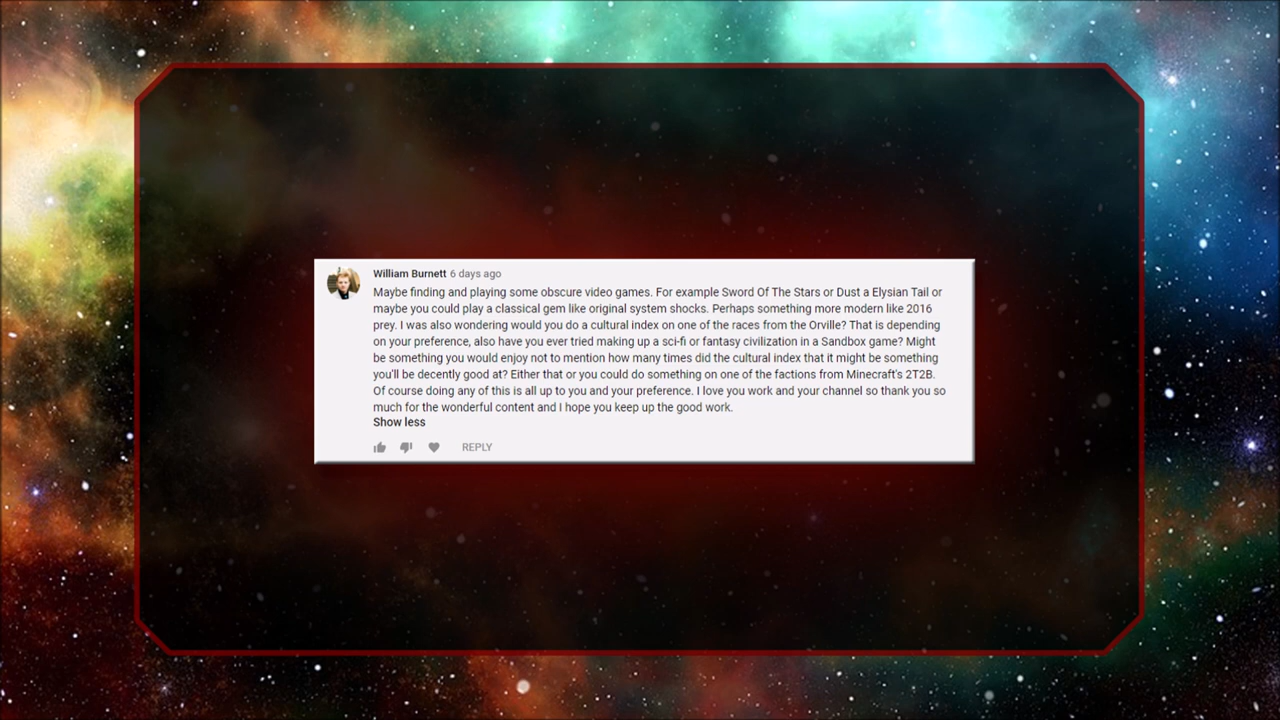 William Burnett 6 days ago
Maybe finding and playing some obscure video games. For example Sword Of The Stars or Dust a Elysian Tail or
maybe you could play a classical gem like original system shocks. Perhaps something more modern like 2016
prey. I was also wondering would you do a cultural index on one of the races from the Orville? That is depending
on your preference, also have you ever tried making up a sci-fi or fantasy civilization in a Sandbox game? Might
be something you would enjoy not to mention how many times did the cultural index that it might be something
you'll be decently good at? Either that or you could do something on one of the factions from Minecraft's 2T2B.
Of course doing any of this is all up to you and your preference. I love you work and your channel so thank you so
much for the wonderful content and I hope you keep up the good work.
Show less
REPLY